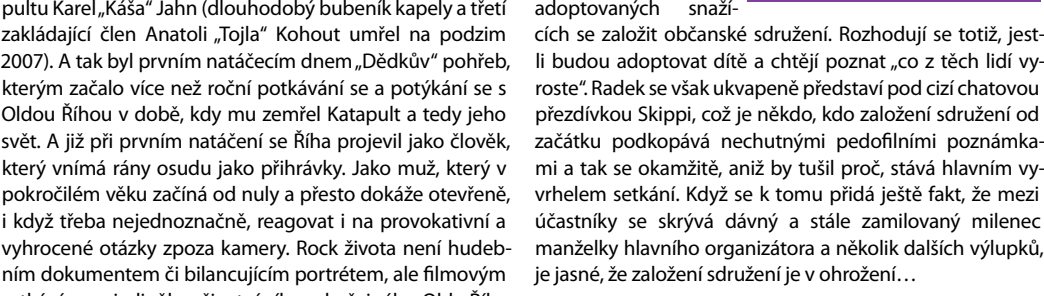 pultu Karel „Káša“ Jahn (dlouhodobý bubeník kapely a třetí
zakládající člen Anatoli „Tojla“ Kohout umřel na podzim
2007). A tak byl prvním natáčecím dnem „Dědkův“ pohřeb,
kterým začalo více než roční potkávání se a potýkání se s
Oldou Říhou v době, kdy mu zemřel Katapult a tedy jeho
svět. A již při prvním natáčení se Říha projevil jako člověk,
který vnímá rány osudu jako přihrávky. Jako muž, který v
pokročilém věku začíná od nuly a přesto dokáže otevřeně,
i když třeba nejednoznačně, reagovat i na provokativní a
vyhrocené otázky zpoza kamery. Rock života není hudeb-
ním dokumentem či bilancujícím portrétem, ale filmovým
adoptovaných snaží-
cích se založit občanské sdružení. Rozhodují se totiž, jest-
li budou adoptovat dítě a chtějí poznat „co z těch lidí vy-
roste“. Radek se však ukvapeně představí pod cizí chatovou
přezdívkou Skippi, což je někdo, kdo založení sdružení od
začátku podkopává nechutnými pedofilními poznámka-
mi a tak se okamžitě, aniž by tušil proč, stává hlavním vy-
vrhelem setkání. Když se k tomu přidá ještě fakt, že mezi
účastníky se skrývá dávný a stále zamilovaný milenec
manželky hlavního organizátora a několik dalších výlupků,
je jasné, že založení sdružení je v ohrožení…